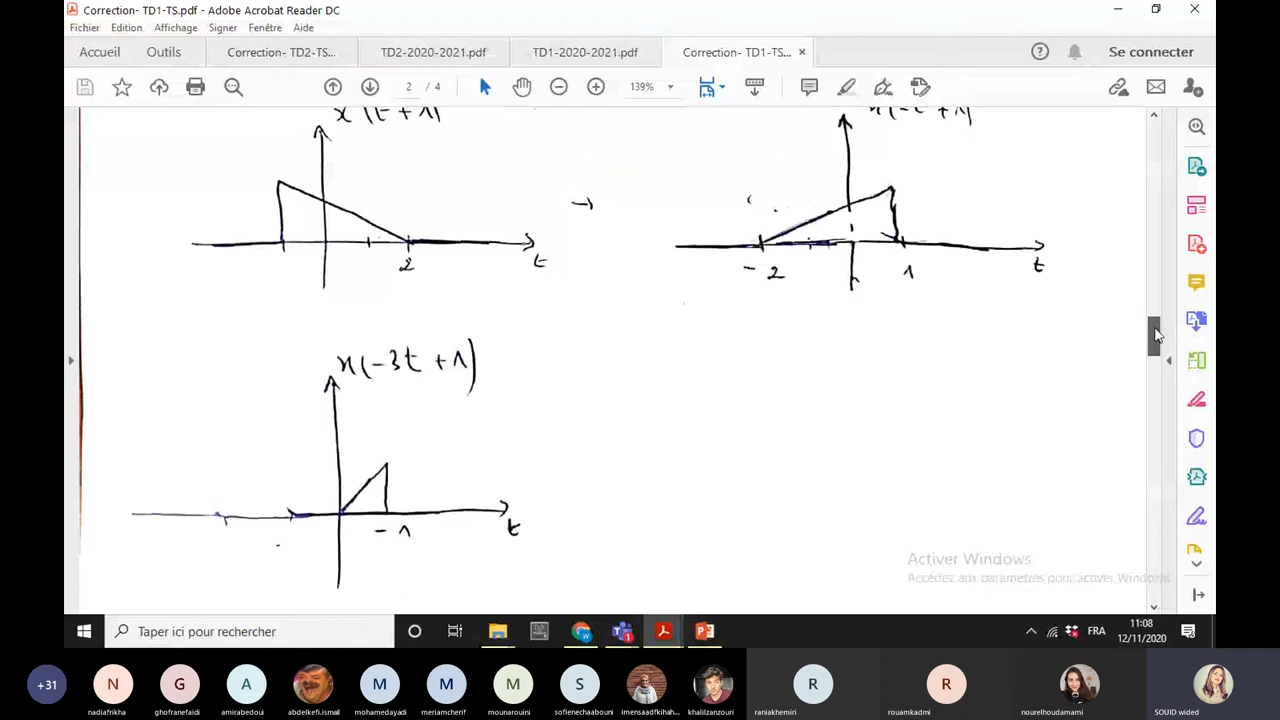 Correction- TD1-TS.pdf - Adobe Acrobat Reader DC
Fichier Edition Affichage Signer Fenêtre Aide
Accueil Outils Correction- TD2-TS... TD2-2020-2021.pdf TD1-2020-2021.pdf Correction- TD1-TS... × Se connecter
2 / 4 139%
x(t+1) x(-t+1)
2 t
-2 1 t
x(-3t+1)
-1 t
Activer Windows
Accédez aux paramètres pour activer Windows
Taper ici pour rechercher
FRA
11:08
12/11/2020
+31 N G A M M M S R R
nadiafrikha ghofranefaidi amirabedoui abdelkefi.ismail mohamedayadi meriamcherif mounarouini sofienechaabouni imensaadfkihah... khalilzanzouri raniakhemiri rouamkadmi nourelhoudamami SOUID wided